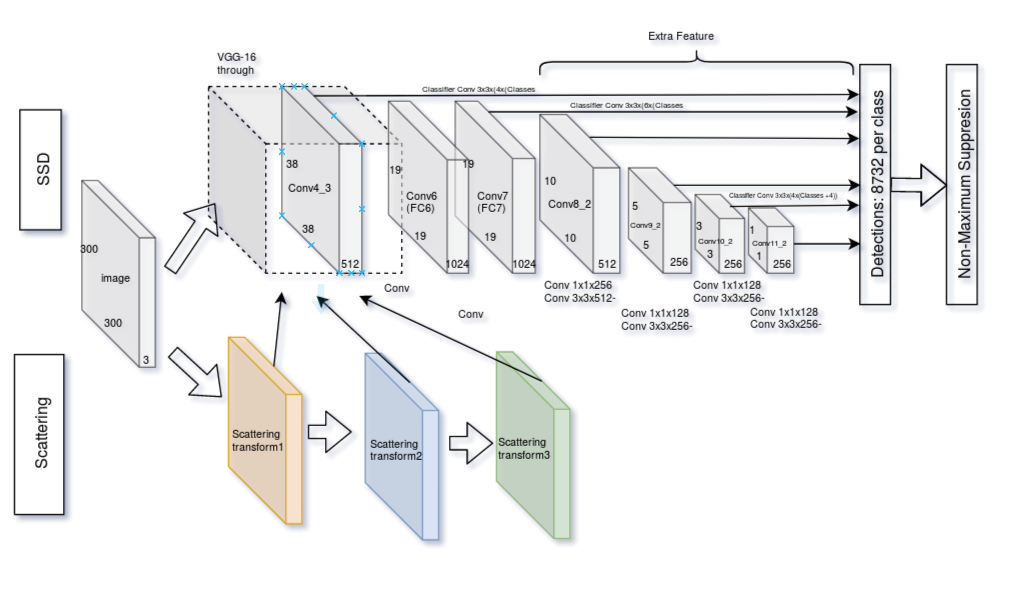 Extra Feature
VGG-16
through
Classifier Conv 3x3x(4x(Classes
Classifier Conv 3x3x(6x(Classes
SSD
300
image
300
3
38
Conv4_3
38
512
19
Conv6
(FC6)
19
1024
19
Conv7
(FC7)
19
1024
10
Conv8_2
10
512
5
Conv9_2
5
256
Classifier Conv 3x3x(4x(Classes +4))
3
Conv10_2
3
256
1
Conv11_2
1
256
Detections: 8732 per class
Non-Maximum Suppresion
Conv
Conv
Conv 1x1x256
Conv 3x3x512-
Conv 1x1x128
Conv 3x3x256-
Conv 1x1x128
Conv 3x3x256-
Conv 1x1x128
Conv 3x3x256-
Scattering
Scattering
transform1
Scattering
transform2
Scattering
transform3